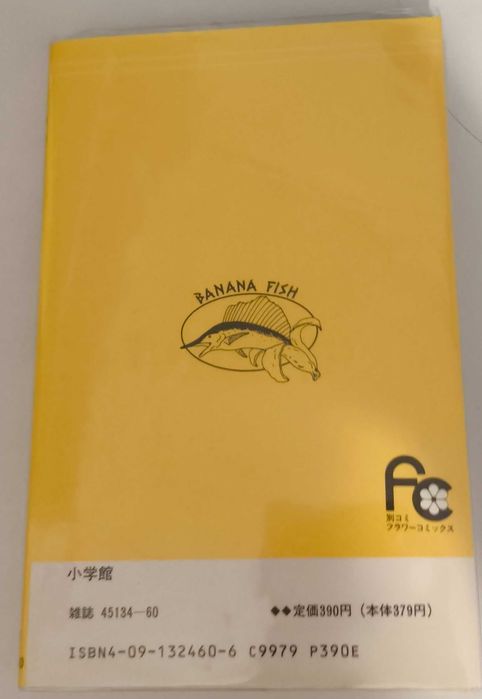 BANANA FISH
FC
別コミ
フラワーコミックス
小学館
雑誌 45134-60
◆◆定価390円（本体379円）
ISBN4-09-132460-6 C9979 P390E